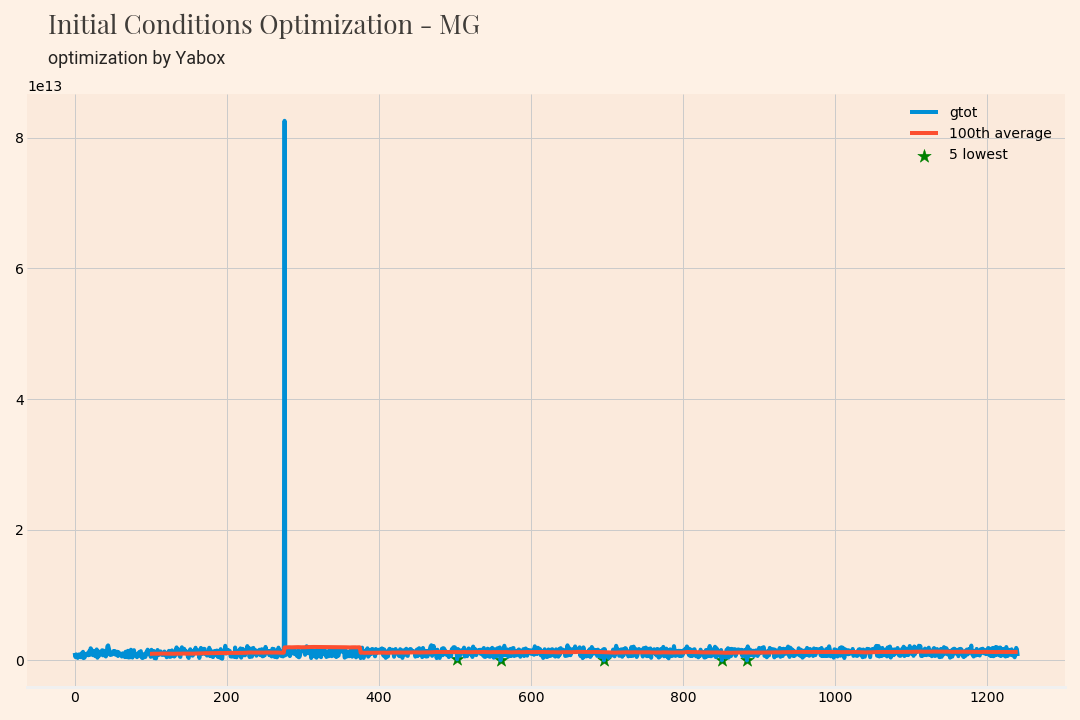 Initial Conditions Optimization - MG
optimization by Yabox
1e13
gtot
100th average
5 lowest
8
6
4
2
0
0 200 400 600 800 1000 1200